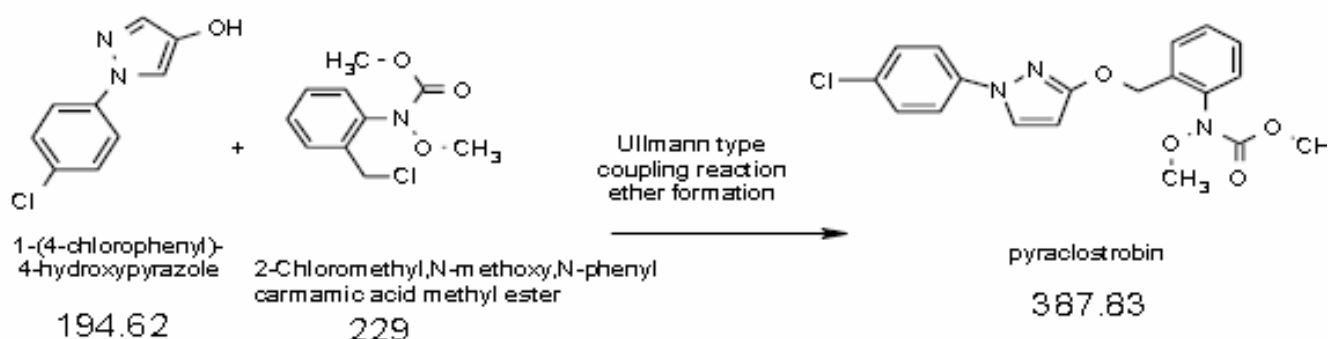 OH
N
N
Cl
+
H₃C
O
O
N
O
CH₃
Cl
Ullmann type
coupling reaction
ether formation
Cl
N
N
O
N
O
O
CH
O
CH₃
1-(4-chlorophenyl)-
4-hydroxypyrazole
2-Chloromethyl,N-methoxy,N-phenyl
carmamic acid methyl ester
pyraclostrobin
194.62
229
387.83